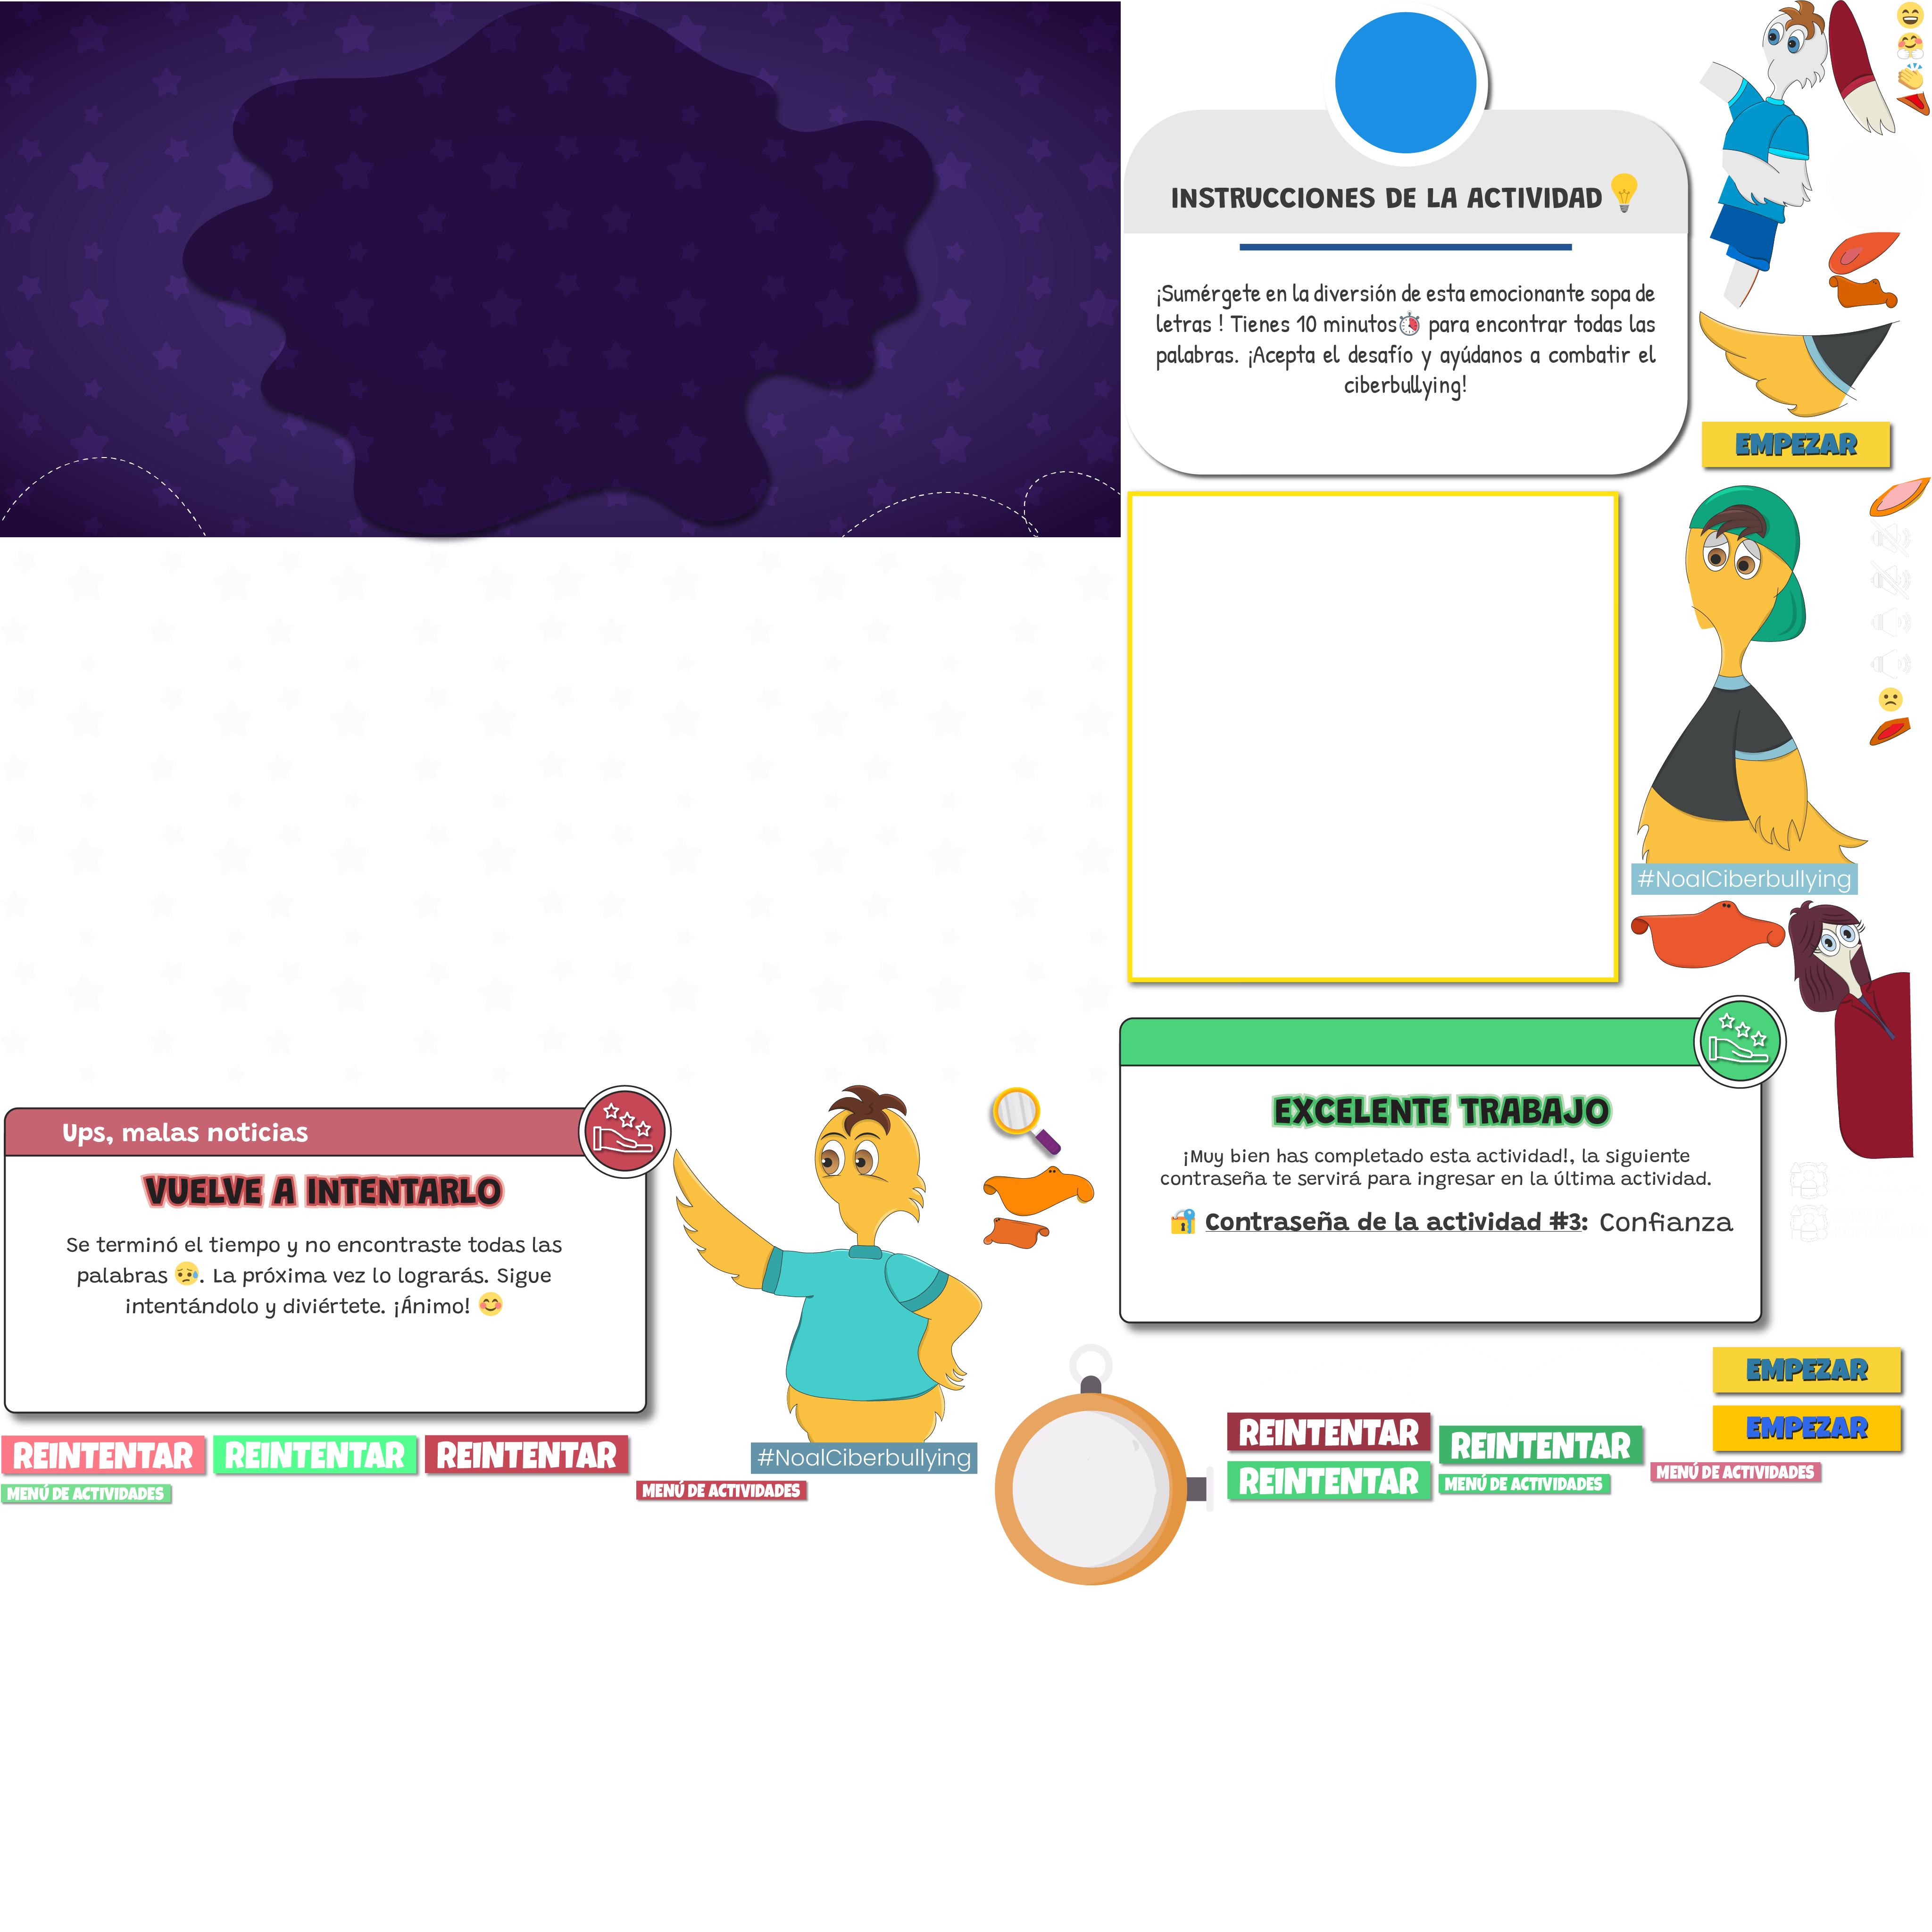 INSTRUCCIONES DE LA ACTIVIDAD
¡Sumérgete en la diversión de esta emocionante sopa de
letras ! Tienes 10 minutos para encontrar todas las
palabras. ¡Acepta el desafío y ayúdanos a combatir el
ciberbullying!
EMPEZAR
#NoalCiberbullying
EXCELENTE TRABAJO
¡Muy bien has completado esta actividad!, la siguiente
contraseña te servirá para ingresar en la última actividad.
Contraseña de la actividad #3: Confianza
Ups, malas noticias
VUELVE A INTENTARLO
Se terminó el tiempo y no encontraste todas las
palabras 😥. La próxima vez lo lograrás. Sigue
intentándolo y diviértete. ¡Ánimo! 😊
#NoalCiberbullying
EMPEZAR
EMPEZAR
REINTENTAR
REINTENTAR
REINTENTAR
REINTENTAR
REINTENTAR
REINTENTAR
MENÚ DE ACTIVIDADES
MENÚ DE ACTIVIDADES
MENÚ DE ACTIVIDADES
MENÚ DE ACTIVIDADES